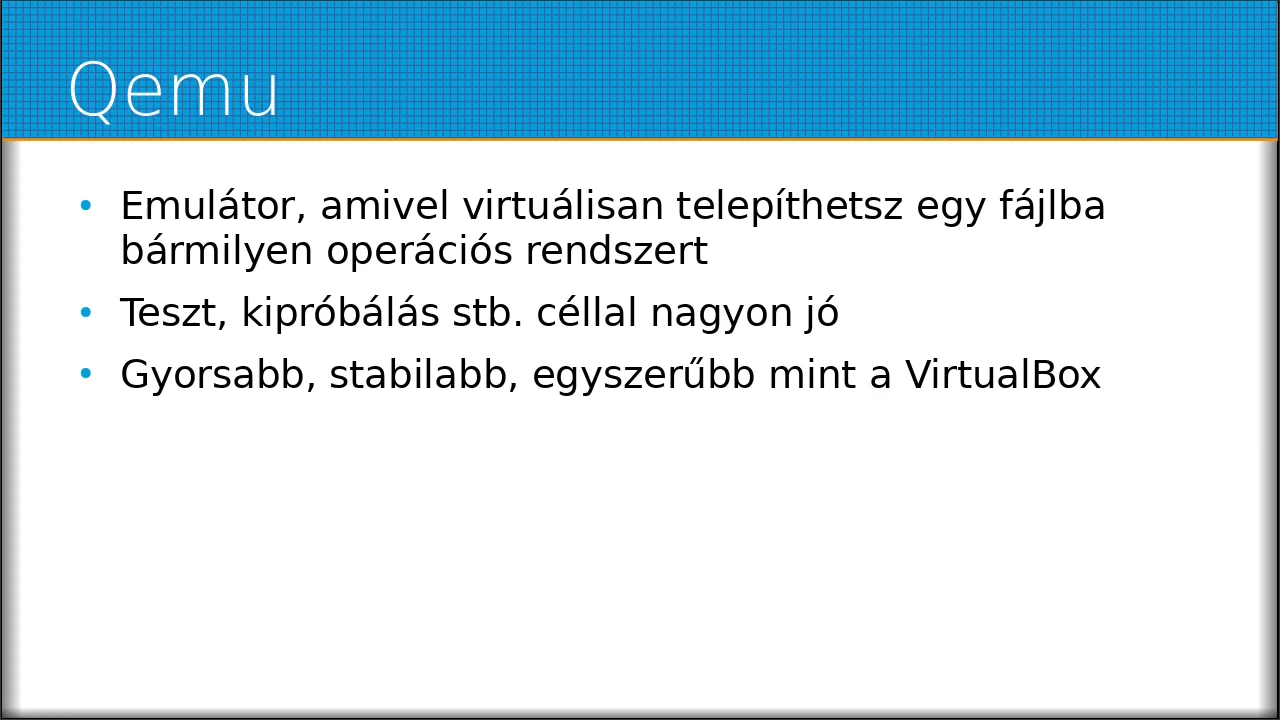 Qemu
• Emulátor, amivel virtuálisan telepíthetsz egy fájlba
bármilyen operációs rendszert
• Teszt, kipróbálás stb. céllal nagyon jó
• Gyorsabb, stabilabb, egyszerűbb mint a VirtualBox